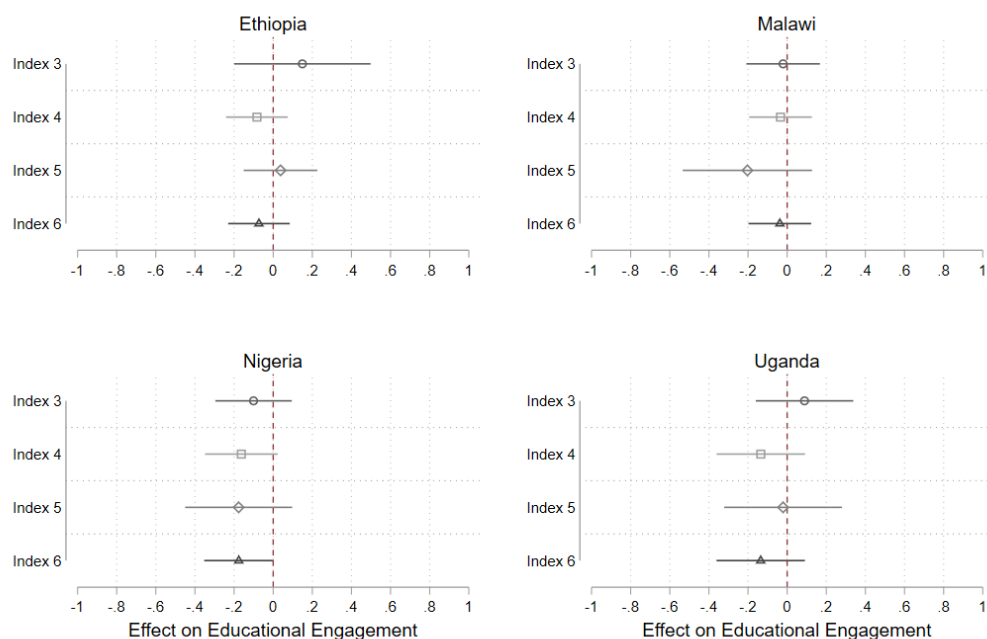 Ethiopia
Index 3
Index 4
Index 5
Index 6
-1 -.8 -.6 -.4 -.2 0 .2 .4 .6 .8 1
Malawi
Index 3
Index 4
Index 5
Index 6
-1 -.8 -.6 -.4 -.2 0 .2 .4 .6 .8 1
Nigeria
Index 3
Index 4
Index 5
Index 6
-1 -.8 -.6 -.4 -.2 0 .2 .4 .6 .8 1
Effect on Educational Engagement
Uganda
Index 3
Index 4
Index 5
Index 6
-1 -.8 -.6 -.4 -.2 0 .2 .4 .6 .8 1
Effect on Educational Engagement